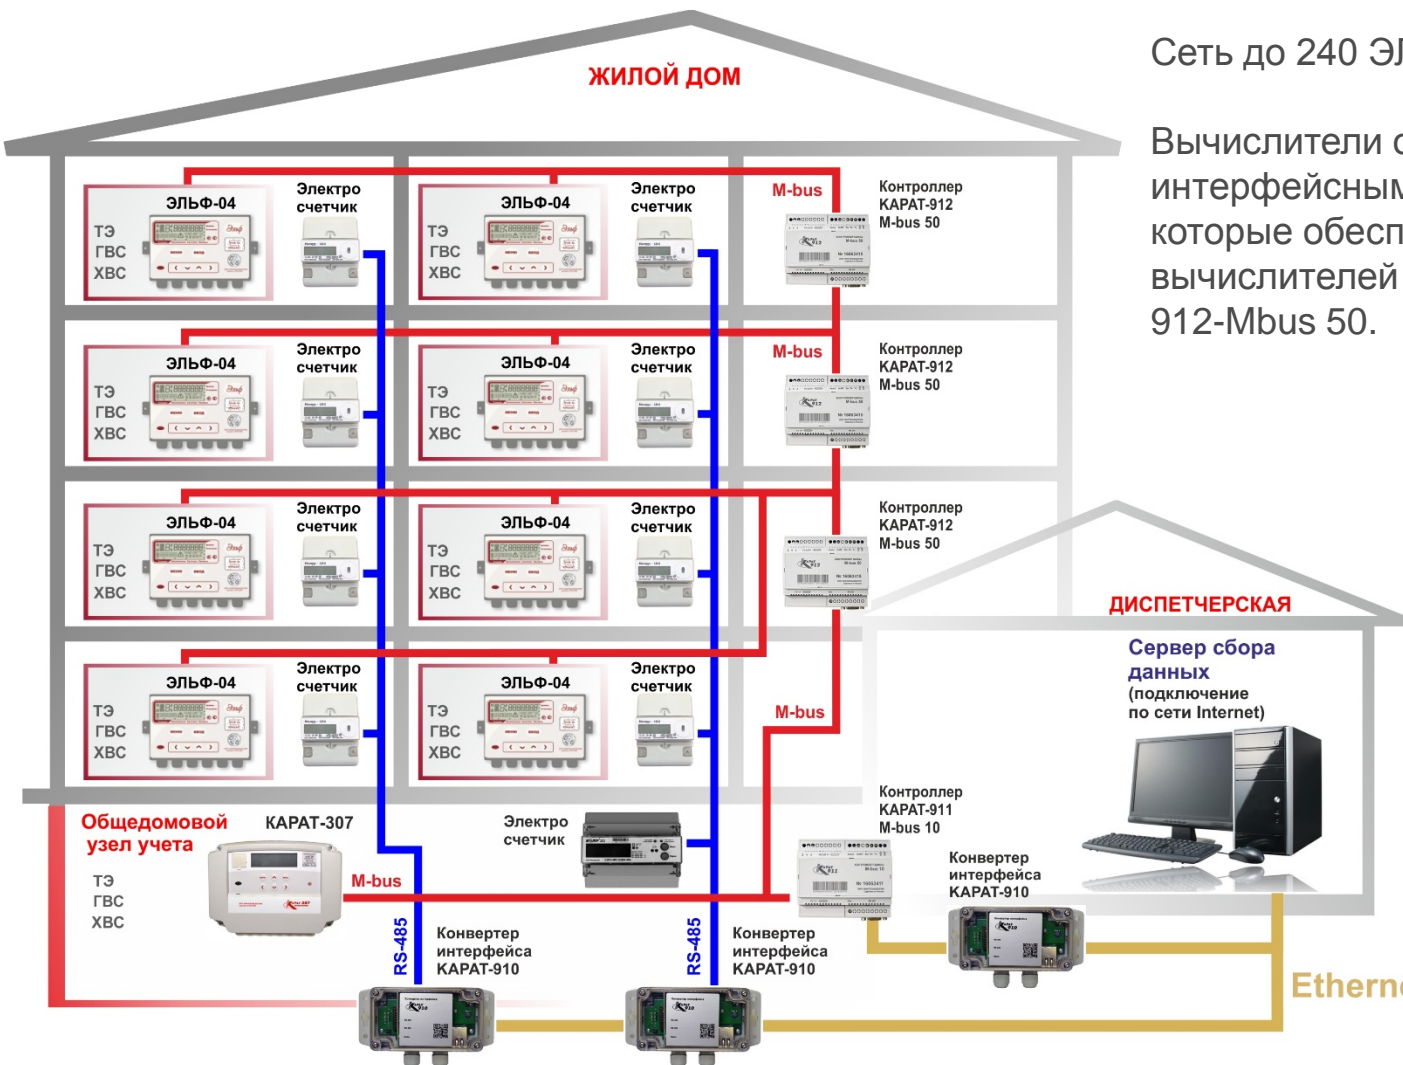 Сеть до 240
Вычислители
интерфейсным
которые
вычислителей
912-Mbus 50.
ЖИЛОЙ ДОМ
ЭЛЬФ-04
ТЭ
ГВС
ХВС
Электро
счетчик
ЭЛЬФ-04
ТЭ
ГВС
ХВС
Электро
счетчик
M-bus
Контроллер
КАРАТ-912
M-bus 50
ЭЛЬФ-04
ТЭ
ГВС
ХВС
Электро
счетчик
ЭЛЬФ-04
ТЭ
ГВС
ХВС
Электро
счетчик
M-bus
Контроллер
КАРАТ-912
M-bus 50
ЭЛЬФ-04
ТЭ
ГВС
ХВС
Электро
счетчик
ЭЛЬФ-04
ТЭ
ГВС
ХВС
Электро
счетчик
Контроллер
КАРАТ-912
M-bus 50
ЭЛЬФ-04
ТЭ
ГВС
ХВС
Электро
счетчик
ЭЛЬФ-04
ТЭ
ГВС
ХВС
Электро
счетчик
M-bus
ДИСПЕТЧЕРСКАЯ
Сервер сбора
данных
(подключение
по сети Internet)
Общедомовой
узел учета
ТЭ
ГВС
ХВС
КАРАТ-307
M-bus
Электро
счетчик
Контроллер
КАРАТ-911
M-bus 10
Конвертер
интерфейса
КАРАТ-910
RS-485
Конвертер
интерфейса
КАРАТ-910
RS-485
Конвертер
интерфейса
КАРАТ-910